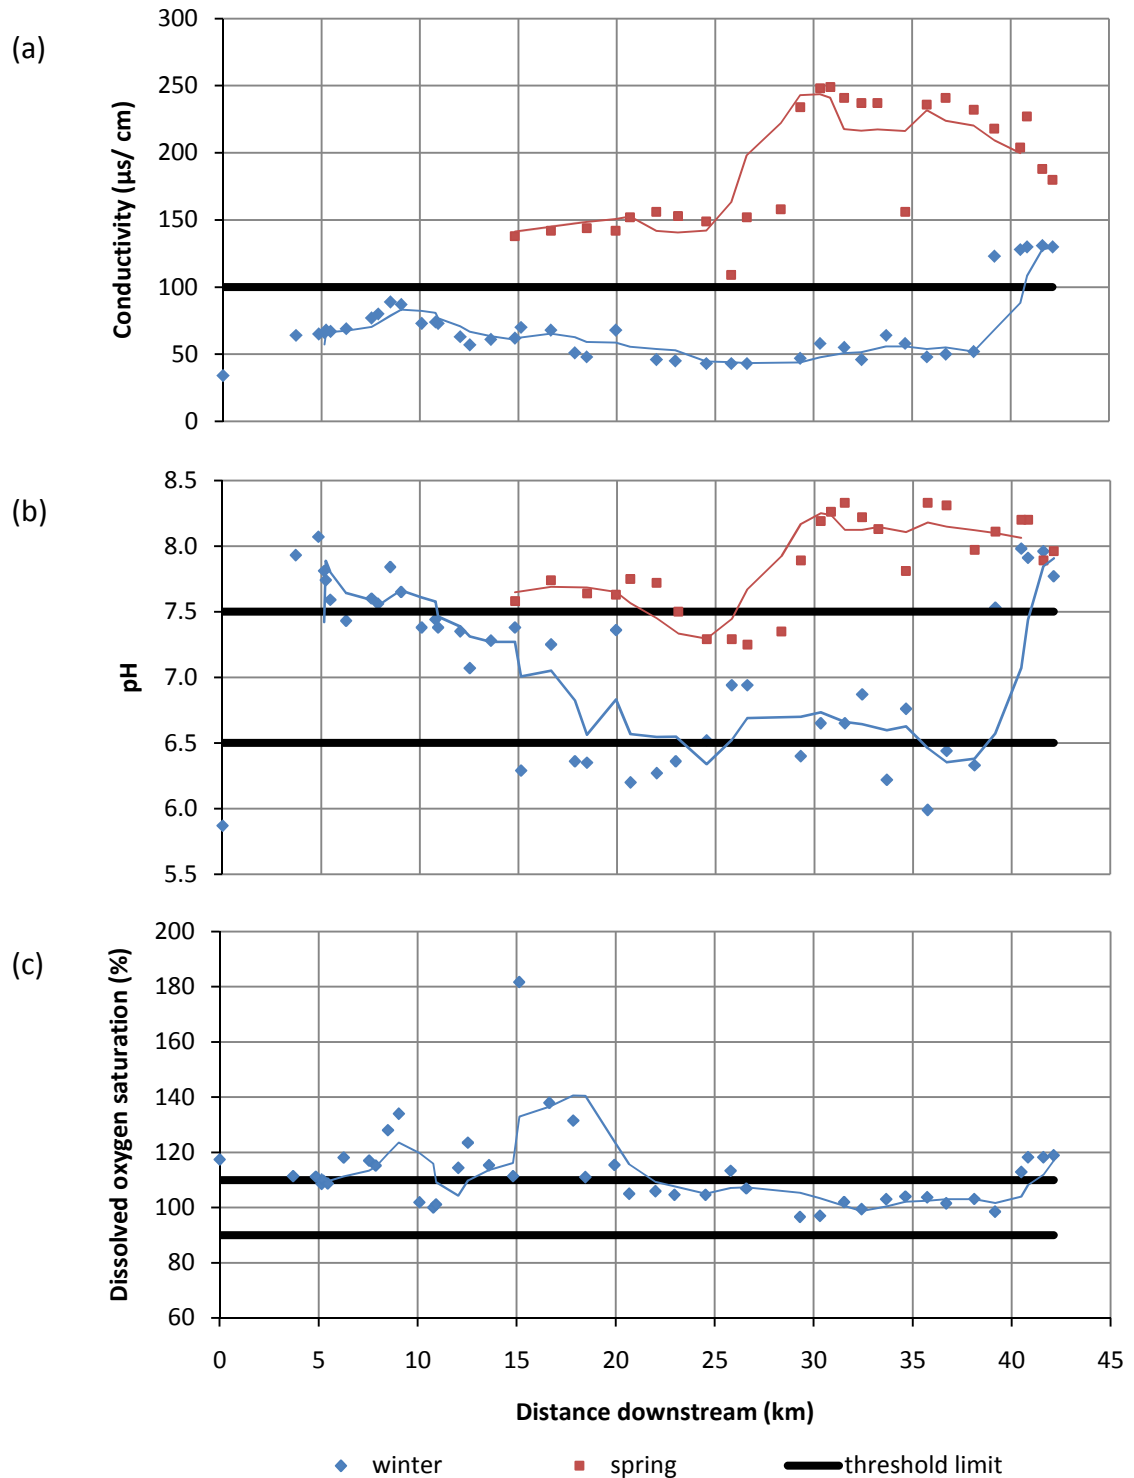 (a)
Conductivity (µs/ cm)
300
250
200
150
100
50
0
(b)
pH
8.5
8.0
7.5
7.0
6.5
6.0
5.5
(c)
Dissolved oxygen saturation (%)
200
180
160
140
120
100
80
60
0 5 10 15 20 25 30 35 40 45
Distance downstream (km)
winter spring threshold limit